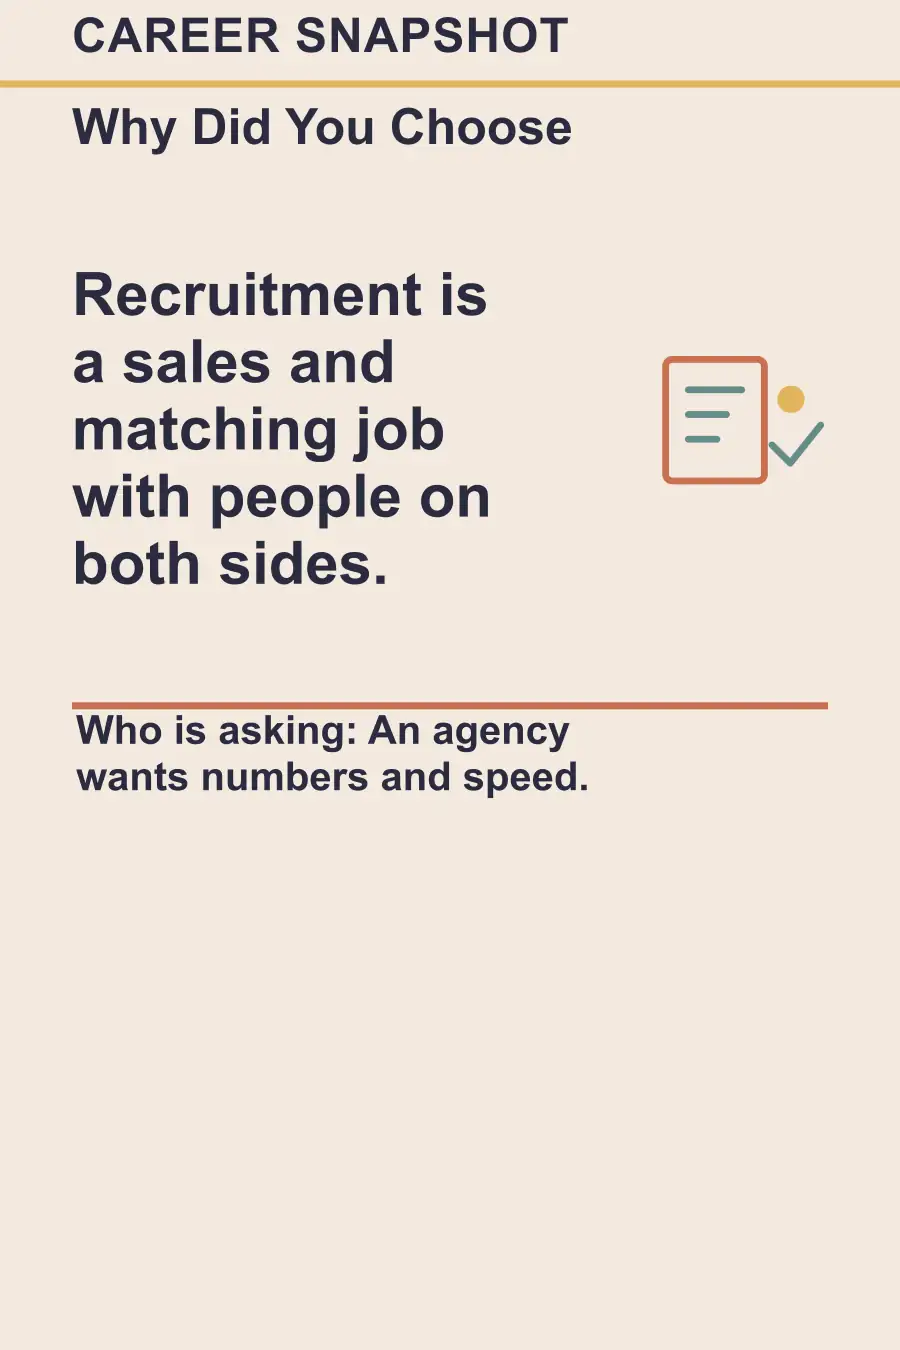 CAREER SNAPSHOT
Why Did You Choose
Recruitment is
a sales and
matching job
with people on
both sides.
Who is asking: An agency
wants numbers and speed.